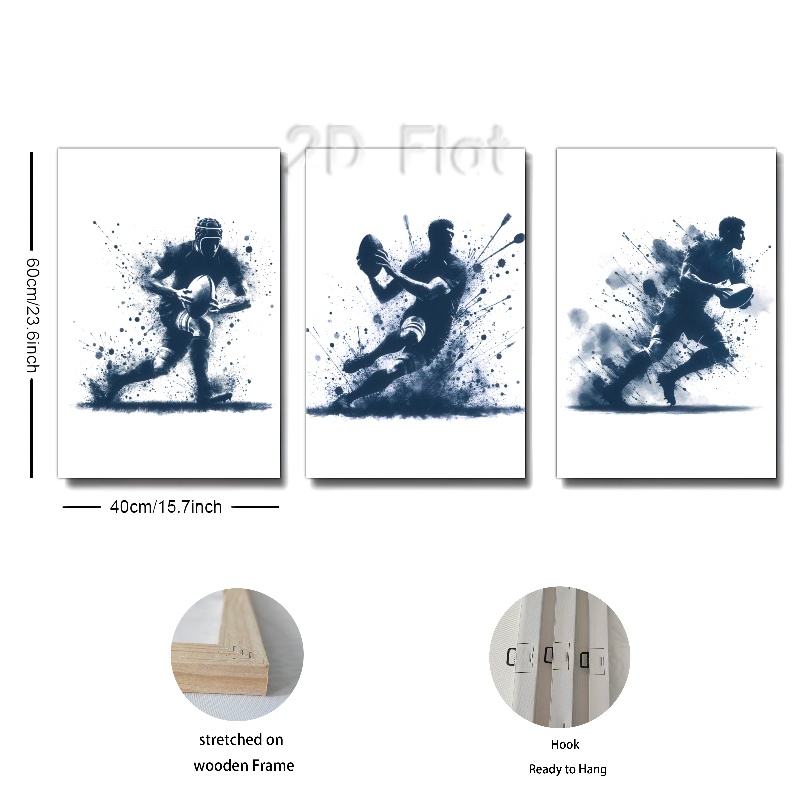 2D Flat
60cm/23.6inch
40cm/15.7inch
stretched on
wooden Frame
Hook
Ready to Hang